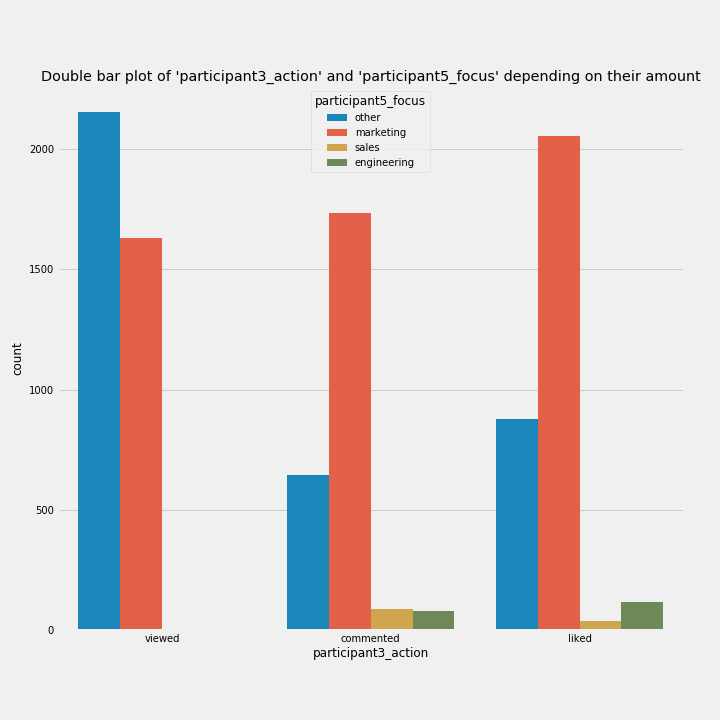 Double bar plot of 'participant3_action' and 'participant5_focus' depending on their amount
participant5_focus
other
marketing
sales
engineering
2000
1500
1000
500
0
count
viewed
commented
liked
participant3_action